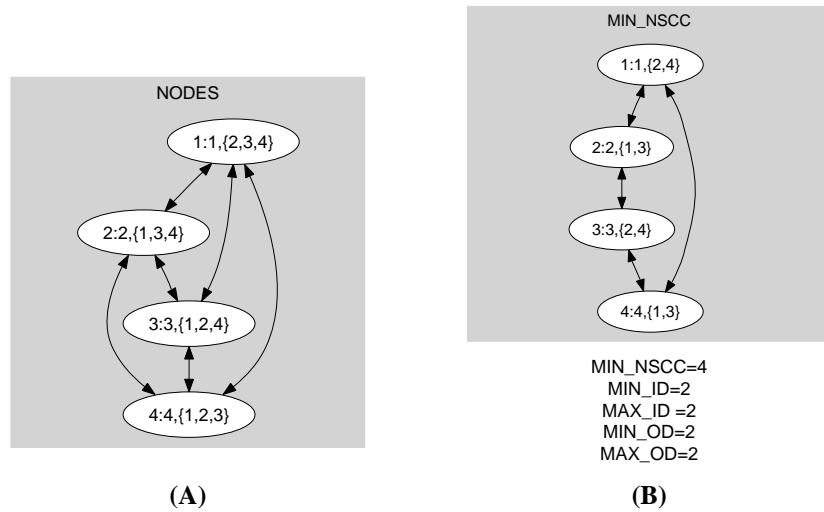 NODES
1:1,{2,3,4}
2:2,{1,3,4}
3:3,{1,2,4}
4:4,{1,2,3}
(A)
MIN_NSCC
1:1,{2,4}
2:2,{1,3}
3:3,{2,4}
4:4,{1,3}
MIN_NSCC=4
MIN_ID=2
MAX_ID =2
MIN_OD=2
MAX_OD=2
(B)